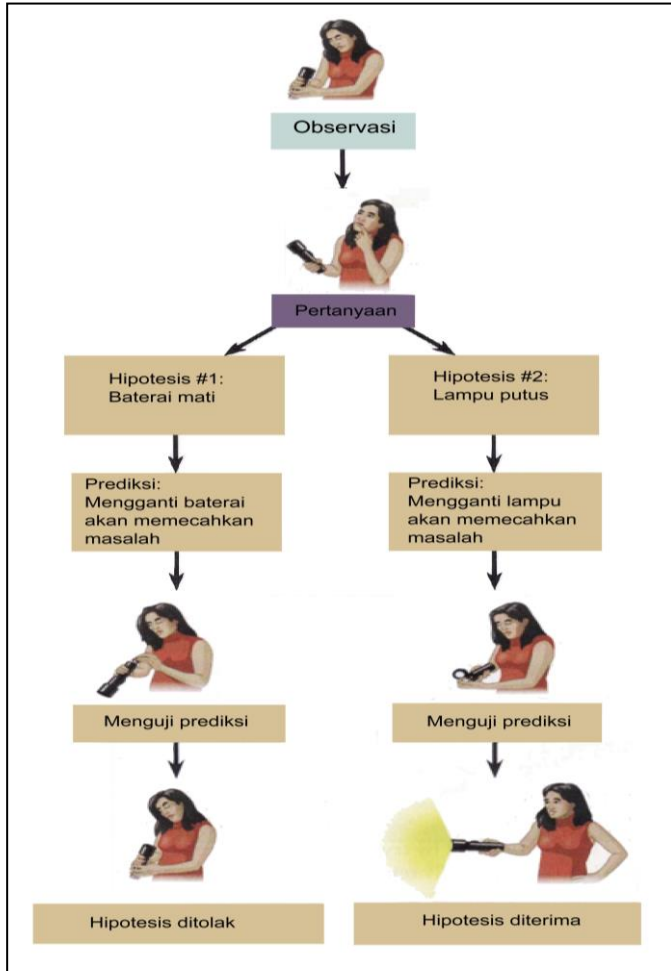 Observasi
Pertanyaan
Hipotesis #1:
Baterai mati
Prediksi:
Mengganti baterai
akan memecahkan
masalah
Menguji prediksi
Hipotesis ditolak
Hipotesis #2:
Lampu putus
Prediksi:
Mengganti lampu
akan memecahkan
masalah
Menguji prediksi
Hipotesis diterima